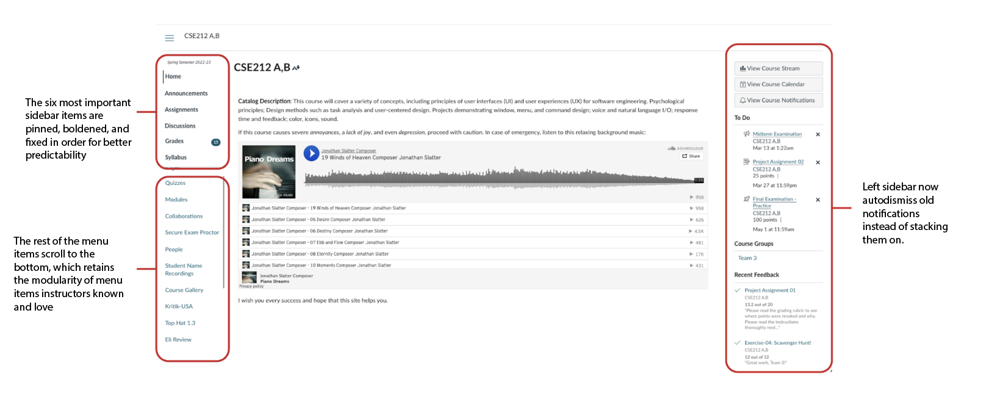 CSE212 A,B
The six most important
sidebar items are
pinned, boldened, and
fixed in order for better
predictability
The rest of the menu
items scroll to the
bottom, which retains
the modularity of menu
items instructors known
and love
Spring Semester 2022-23
Home
Announcements
Assignments
Discussions
Grades 15
Syllabus
Quizzes
Modules
Collaborations
Secure Exam Proctor
People
Student Name
Recordings
Course Gallery
Kritik-USA
Top Hat 1.3
Eli Review
CSE212 A,B
Catalog Description: This course will cover a variety of concepts, including principles of user interfaces (UI) and user experiences (UX) for software engineering. Psychological
principles; Design methods such as task analysis and user-centered design. Projects demonstrating window, menu, and command design; voice and natural language I/O; response
time and feedback; color, icons, sound.
If this course causes severe annoyances, a lack of joy, and even depression, proceed with caution. In case of emergency, listen to this relaxing background music:
Piano Dreams
music
Jonathan Slatter Composer
19 Winds of Heaven Composer Jonathan Slatter
SOUNDCLOUD
Share
1:18
958
Jonathan Slatter Composer - 19 Winds of Heaven Composer Jonathan Slatter 958
Jonathan Slatter Composer - 05 Desire Composer Jonathan Slatter 626
Jonathan Slatter Composer - 06 Destiny Composer Jonathan Slatter 4.5K
Jonathan Slatter Composer - 07 Ebb and Flow Composer Jonathan Slatter 481
Jonathan Slatter Composer - 08 Eternity Composer Jonathan Slatter 17K
Jonathan Slatter Composer - 10 Moments Composer Jonathan Slatter 431
Jonathan Slatter Composer
Piano Dreams
Privacy policy
I wish you every success and hope that this site helps you.
View Course Stream
View Course Calendar
View Course Notifications
To Do
Midterm Examination
CSE212 A,B
Mar 13 at 1:22am
Project Assignment 02
CSE212 A,B
25 points |
Mar 27 at 11:59pm
Final Examination -
Practice
CSE212 A,B
100 points |
May 1 at 11:59am
Course Groups
Team 3
Recent Feedback
Project Assignment 01
CSE212 A,B
13.2 out of 20
"Please read the grading rubric to see
where points were revoked and why.
Please read the instructions
thoroughly next..."
Exercise-04: Scavenger Hunt!
CSE212 A,B
12 out of 12
"Great work, Team 3!"
Left sidebar now
autodismiss old
notifications
instead of stacking
them on.